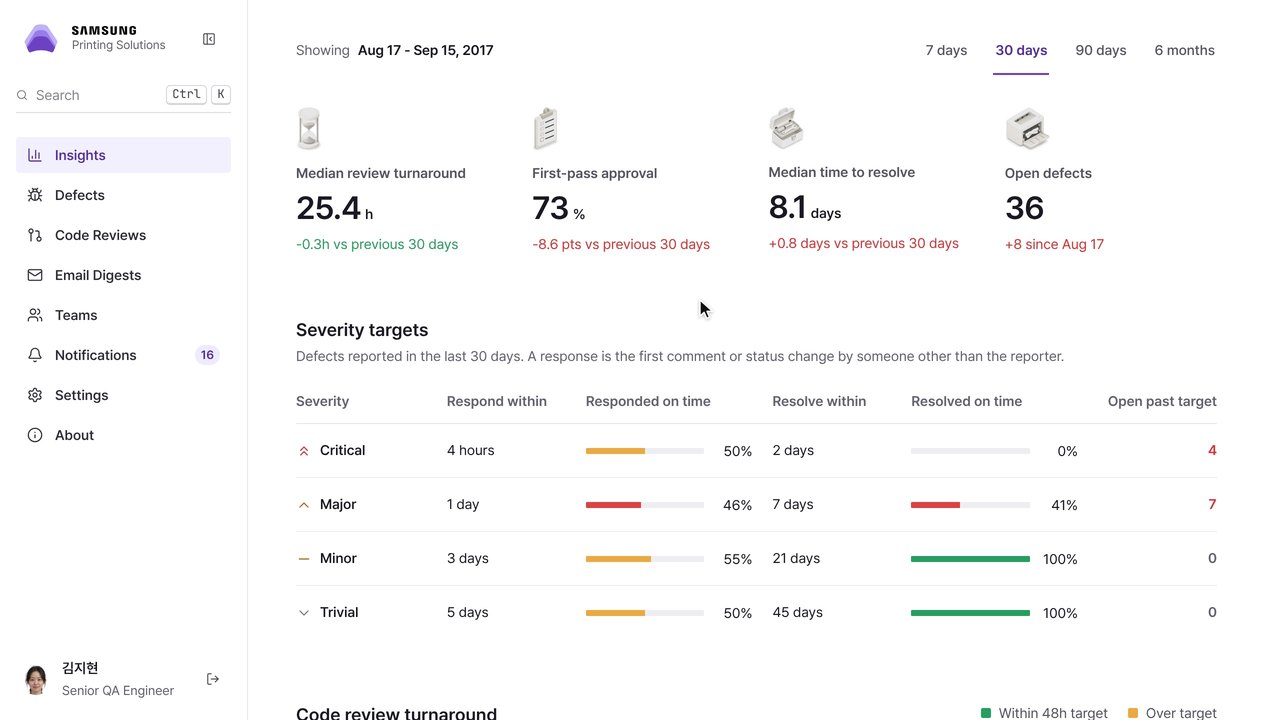 SAMSUNG
Printing Solutions
Search Ctrl K
Insights
Defects
Code Reviews
Email Digests
Teams
Notifications 16
Settings
About
김지현
Senior QA Engineer
Showing Aug 17 - Sep 15, 2017
7 days 30 days 90 days 6 months
Median review turnaround
25.4 h
-0.3h vs previous 30 days
First-pass approval
73 %
-8.6 pts vs previous 30 days
Median time to resolve
8.1 days
+0.8 days vs previous 30 days
Open defects
36
+8 since Aug 17
Severity targets
Defects reported in the last 30 days. A response is the first comment or status change by someone other than the reporter.
Severity Respond within Responded on time Resolve within Resolved on time Open past target
Critical 4 hours 50% 2 days 0% 4
Major 1 day 46% 7 days 41% 7
Minor 3 days 55% 21 days 100% 0
Trivial 5 days 50% 45 days 100% 0
Code review turnaround Within 48h target Over target